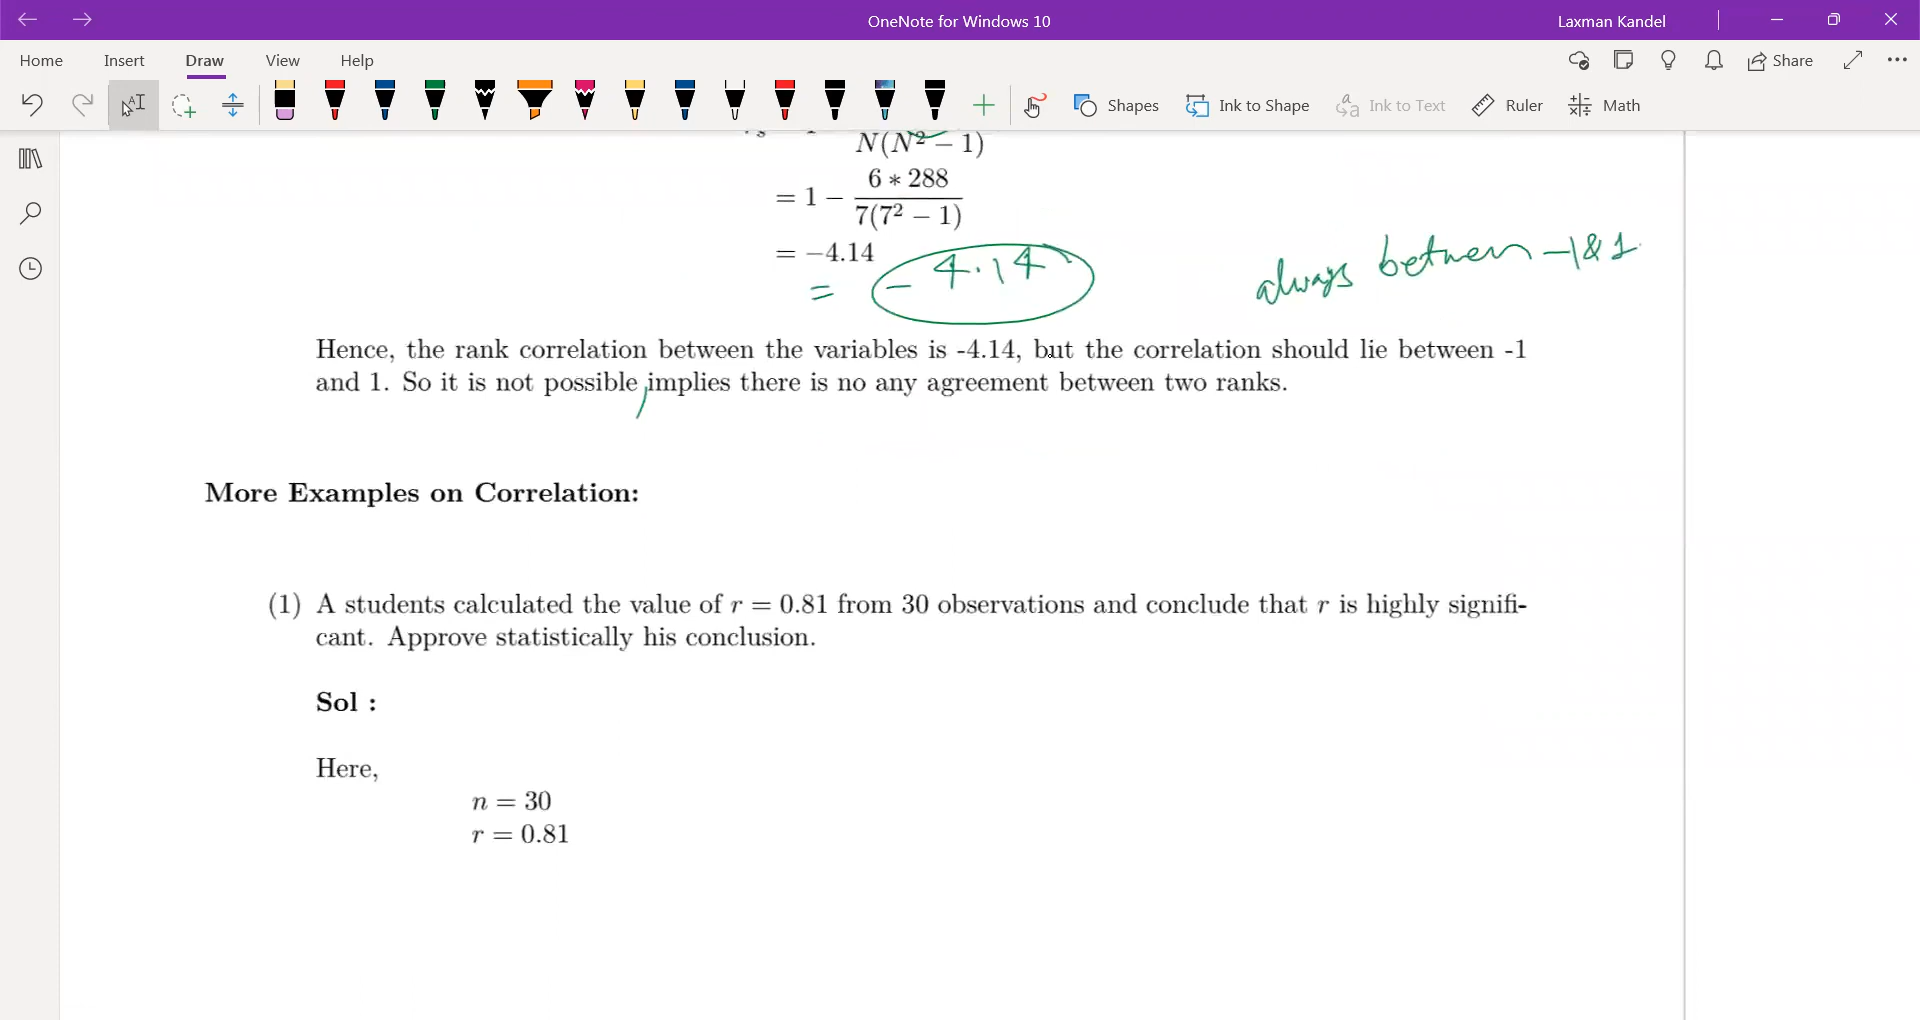 OneNote for Windows 10
Laxman Kandel
Home Insert Draw View Help Share
Shapes Ink to Shape Ink to Text Ruler Math
N(N² − 1)
= 1 − 6 ∗ 288 / 7(7² − 1)
= −4.14
= − 4.14
always between −1 & 1
Hence, the rank correlation between the variables is -4.14, but the correlation should lie between -1
and 1. So it is not possible,implies there is no any agreement between two ranks.
More Examples on Correlation:
(1) A students calculated the value of r = 0.81 from 30 observations and conclude that r is highly signifi-
cant. Approve statistically his conclusion.
Sol :
Here,
n = 30
r = 0.81